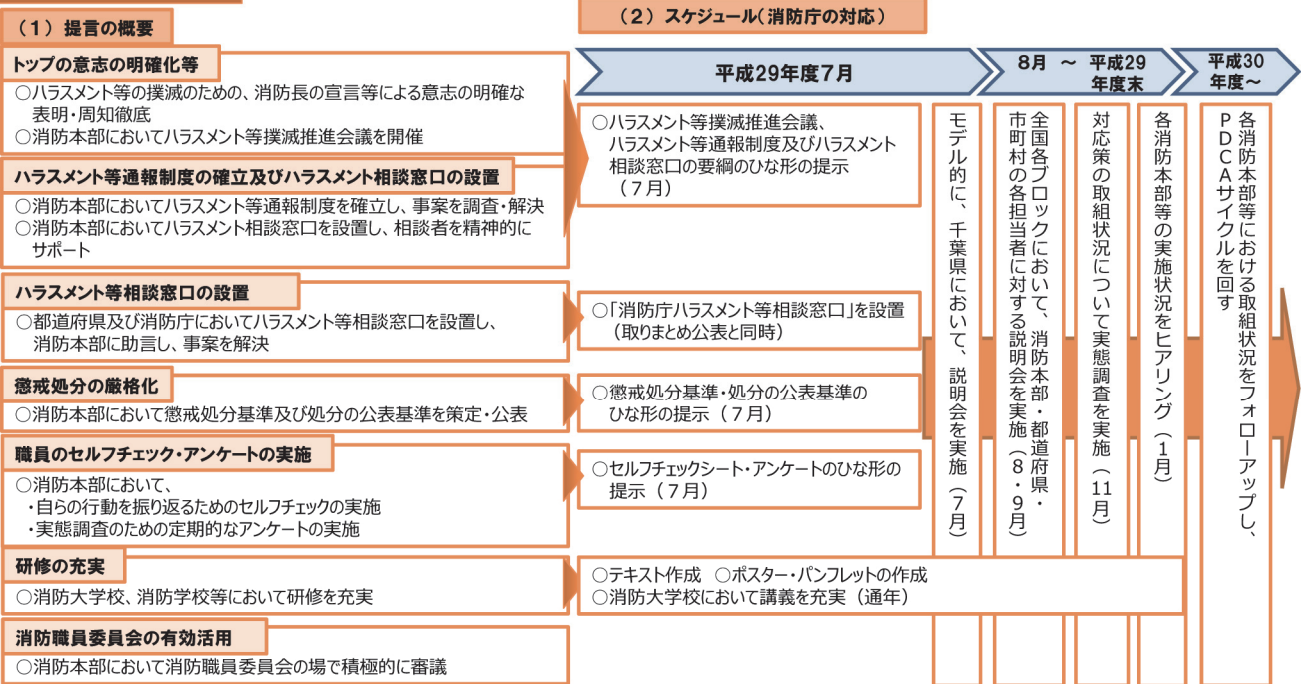 （1）提言の概要
トップの意志の明確化等
○ハラスメント等の撲滅のための、消防長の宣言等による意志の明確な
表明・周知徹底
○消防本部においてハラスメント等撲滅推進会議を開催
ハラスメント等通報制度の確立及びハラスメント相談窓口の設置
○消防本部においてハラスメント等通報制度を確立し、事案を調査・解決
○消防本部においてハラスメント相談窓口を設置し、相談者を精神的に
サポート
ハラスメント等相談窓口の設置
○都道府県及び消防庁においてハラスメント等相談窓口を設置し、
消防本部に助言し、事案を解決
懲戒処分の厳格化
○消防本部において懲戒処分基準及び処分の公表基準を策定・公表
職員のセルフチェック・アンケートの実施
○消防本部において、
・自らの行動を振り返るためのセルフチェックの実施
・実態調査のための定期的なアンケートの実施
研修の充実
○消防大学校、消防学校等において研修を充実
消防職員委員会の有効活用
○消防本部において消防職員委員会の場で積極的に審議
（2）スケジュール（消防庁の対応）
平成29年度7月
8月 ～ 平成29
年度末
平成30
年度～
○ハラスメント等撲滅推進会議、
ハラスメント等通報制度及びハラスメント
相談窓口の要綱のひな形の提示
（7月）
○「消防庁ハラスメント等相談窓口」を設置
（取りまとめ公表と同時）
○懲戒処分基準・処分の公表基準の
ひな形の提示（7月）
○セルフチェックシート・アンケートのひな形の
提示（7月）
○テキスト作成 ○ポスター・パンフレットの作成
○消防大学校において講義を充実（通年）
モデル的に、千葉県において、説明会を実施（7月）
全国各ブロックにおいて、消防本部・都道府県・
市町村の各担当者に対する説明会を実施（8・9月）
対応策の取組状況について実態調査を実施（11月）
各消防本部等の実施状況をヒアリング（1月）
各消防本部等における取組状況をフォローアップし、
PDCAサイクルを回す